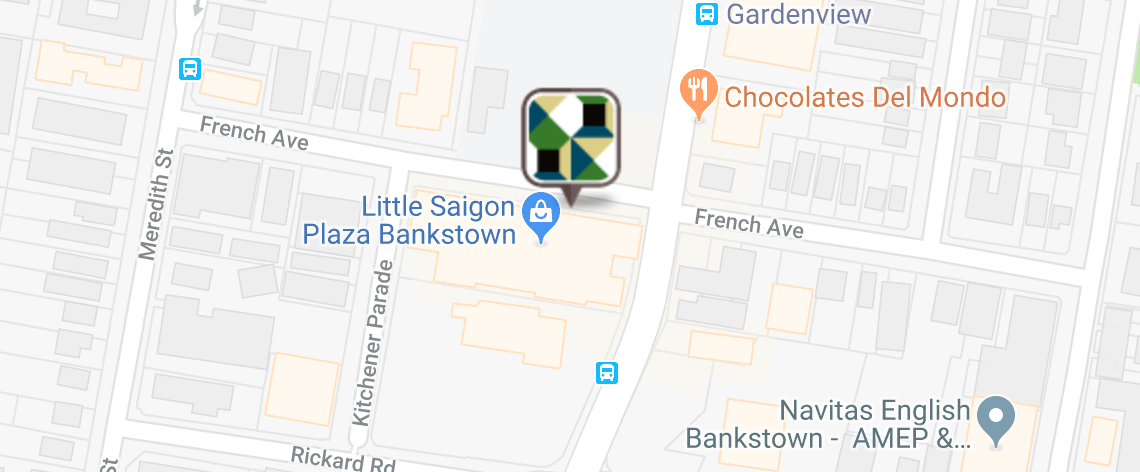 Gardenview
Chocolates Del Mondo
French Ave
Meredith St
Little Saigon
Plaza Bankstown
French Ave
Kitchener Parade
Navitas English
Bankstown - AMEP &...
Rickard Rd
St